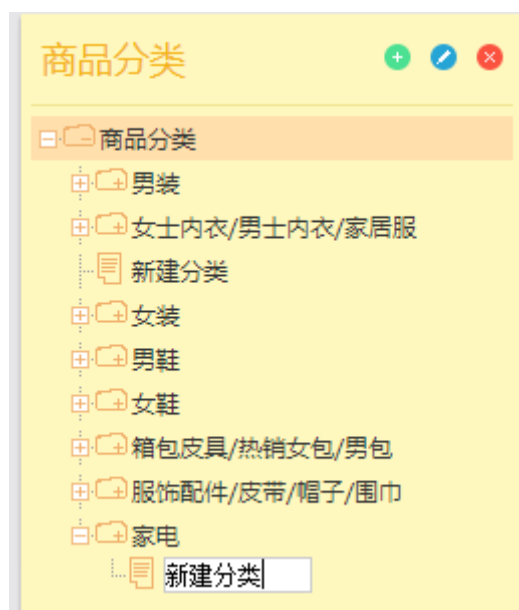 商品分类
商品分类
男装
女士内衣/男士内衣/家居服
新建分类
女装
男鞋
女鞋
箱包皮具/热销女包/男包
服饰配件/皮带/帽子/围巾
家电
新建分类